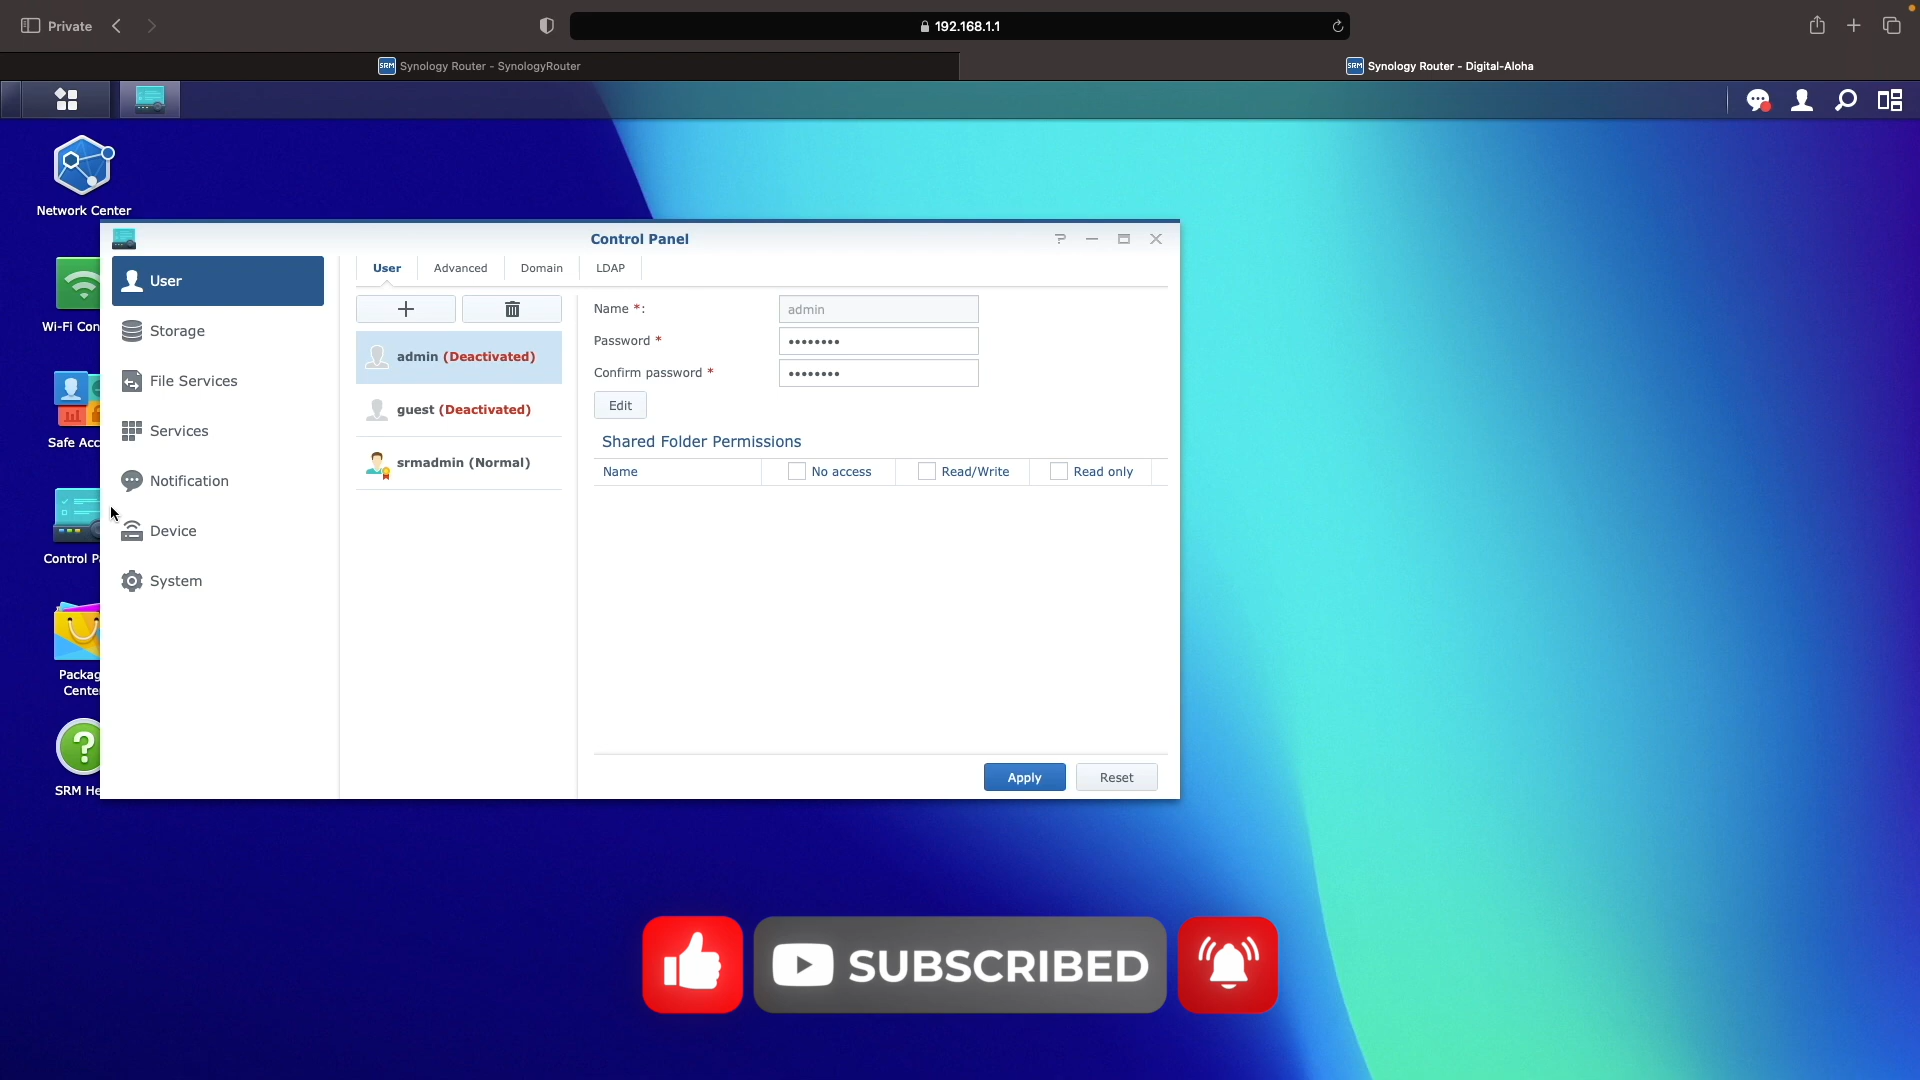 Private
192.168.1.1
SRM Synology Router - SynologyRouter
SRM Synology Router - Digital-Aloha
Network Center
Wi-Fi Con
Safe Acc
Control Pa
Packag
Cente
SRM He
Control Panel
User
Storage
File Services
Services
Notification
Device
System
User Advanced Domain LDAP
admin (Deactivated)
guest (Deactivated)
srmadmin (Normal)
Name *: admin
Password * ••••••••
Confirm password * ••••••••
Edit
Shared Folder Permissions
Name No access Read/Write Read only
Apply Reset
SUBSCRIBED